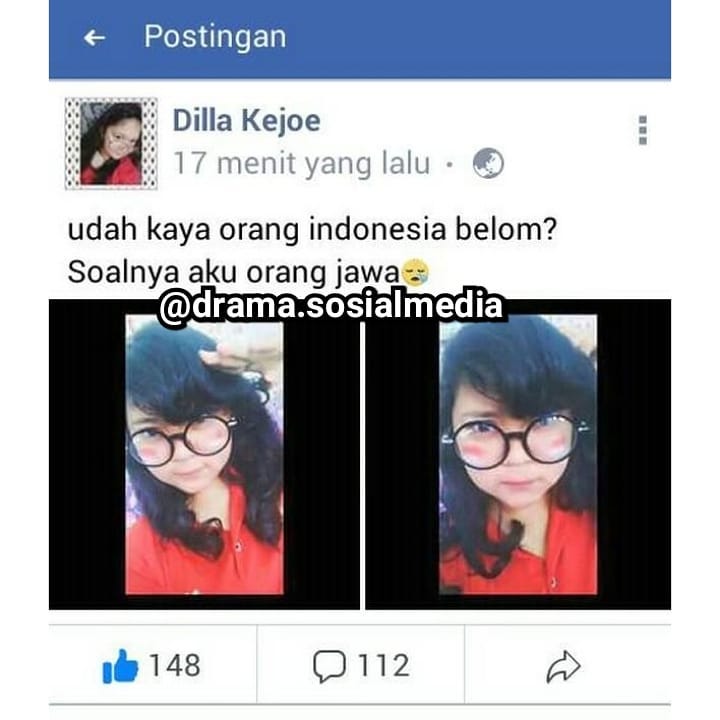 Postingan
Dilla Kejoe
17 menit yang lalu
udah kaya orang indonesia belom?
Soalnya aku orang jawa😪
@drama.sosialmedia
148
112